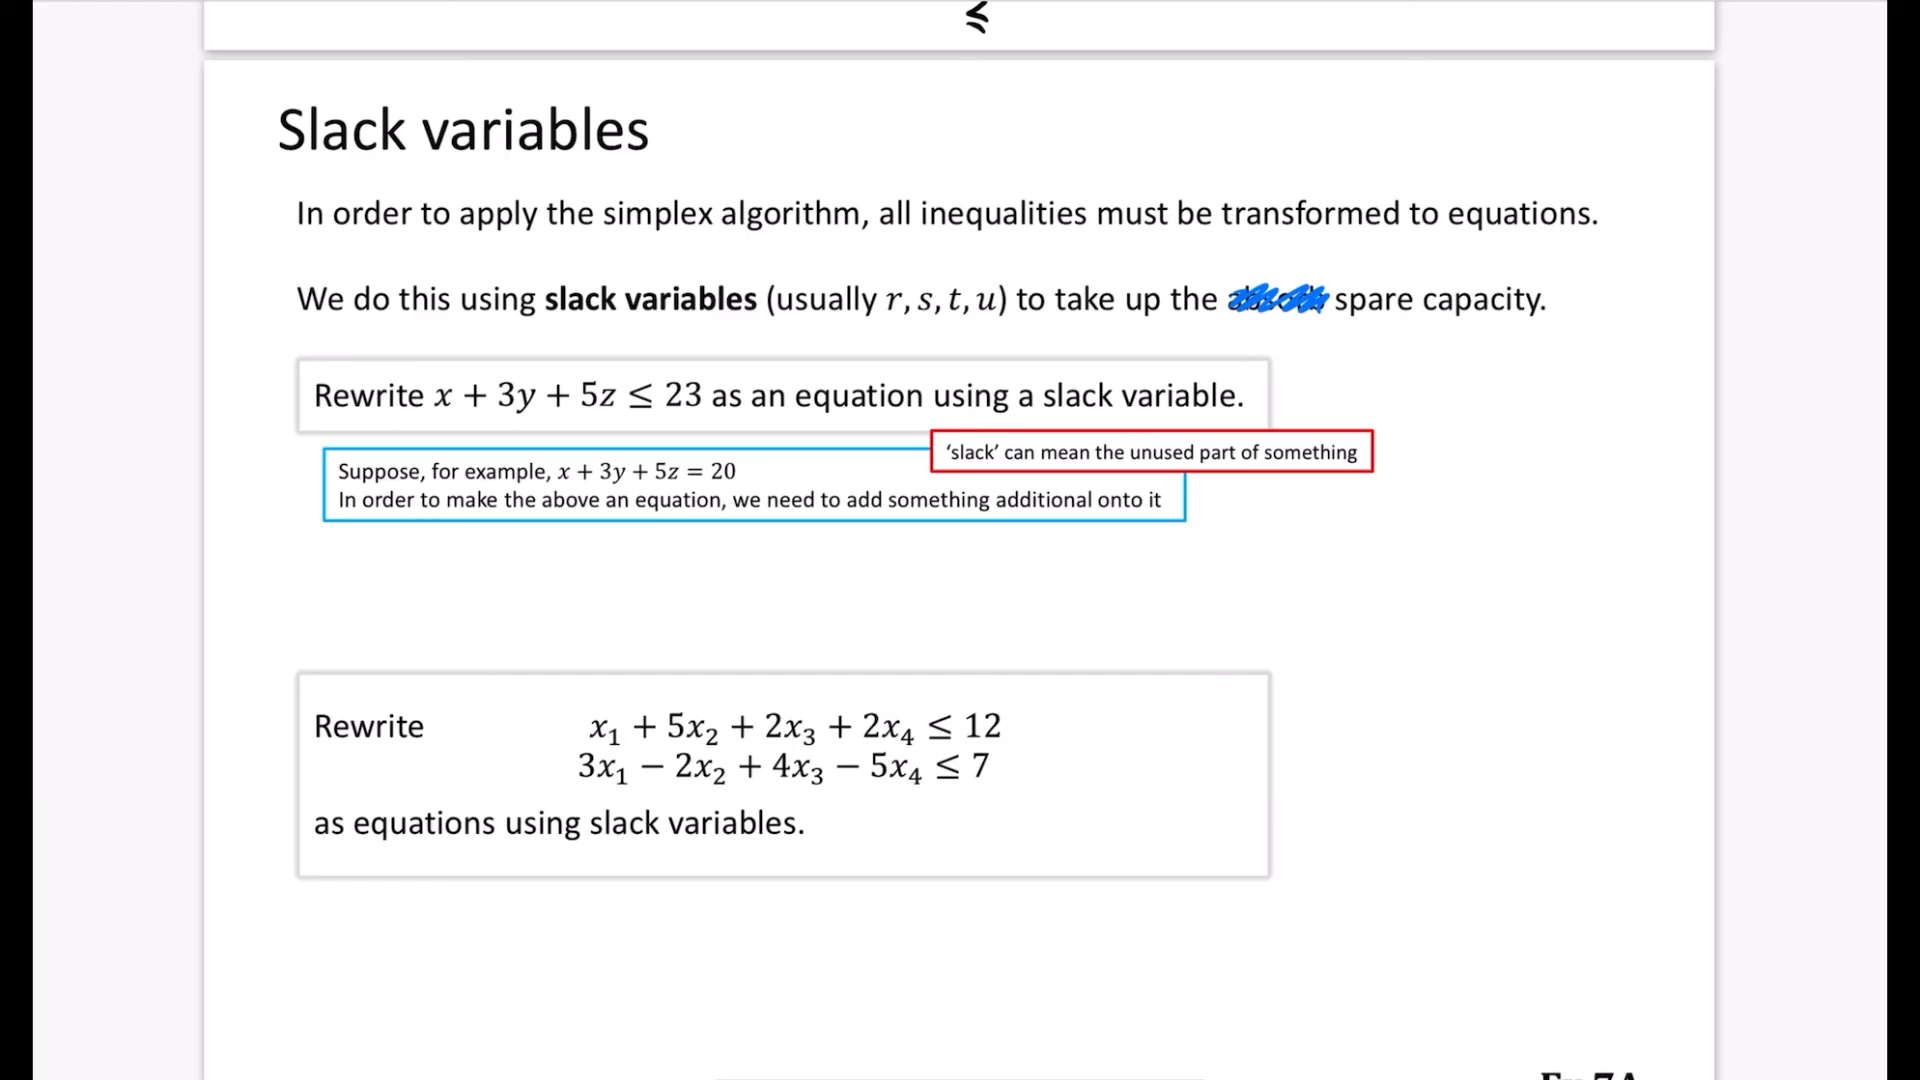 ≤
Slack variables
In order to apply the simplex algorithm, all inequalities must be transformed to equations.
We do this using slack variables (usually r, s, t, u) to take up the spare capacity.
Rewrite x + 3y + 5z ≤ 23 as an equation using a slack variable.
'slack' can mean the unused part of something
Suppose, for example, x + 3y + 5z = 20
In order to make the above an equation, we need to add something additional onto it
Rewrite x₁ + 5x₂ + 2x₃ + 2x₄ ≤ 12
3x₁ − 2x₂ + 4x₃ − 5x₄ ≤ 7
as equations using slack variables.